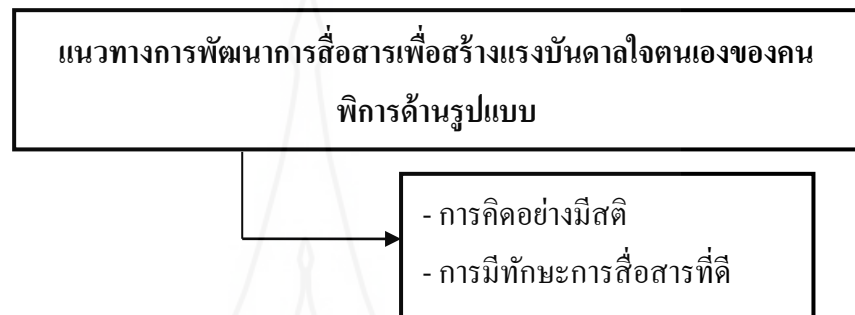 แนวทางการพัฒนาการสื่อสารเพื่อสร้างแรงบันดาลใจตนเองของคน
พิการด้านรูปแบบ
- การคิดอย่างมีสติ
- การมีทักษะการสื่อสารที่ดี